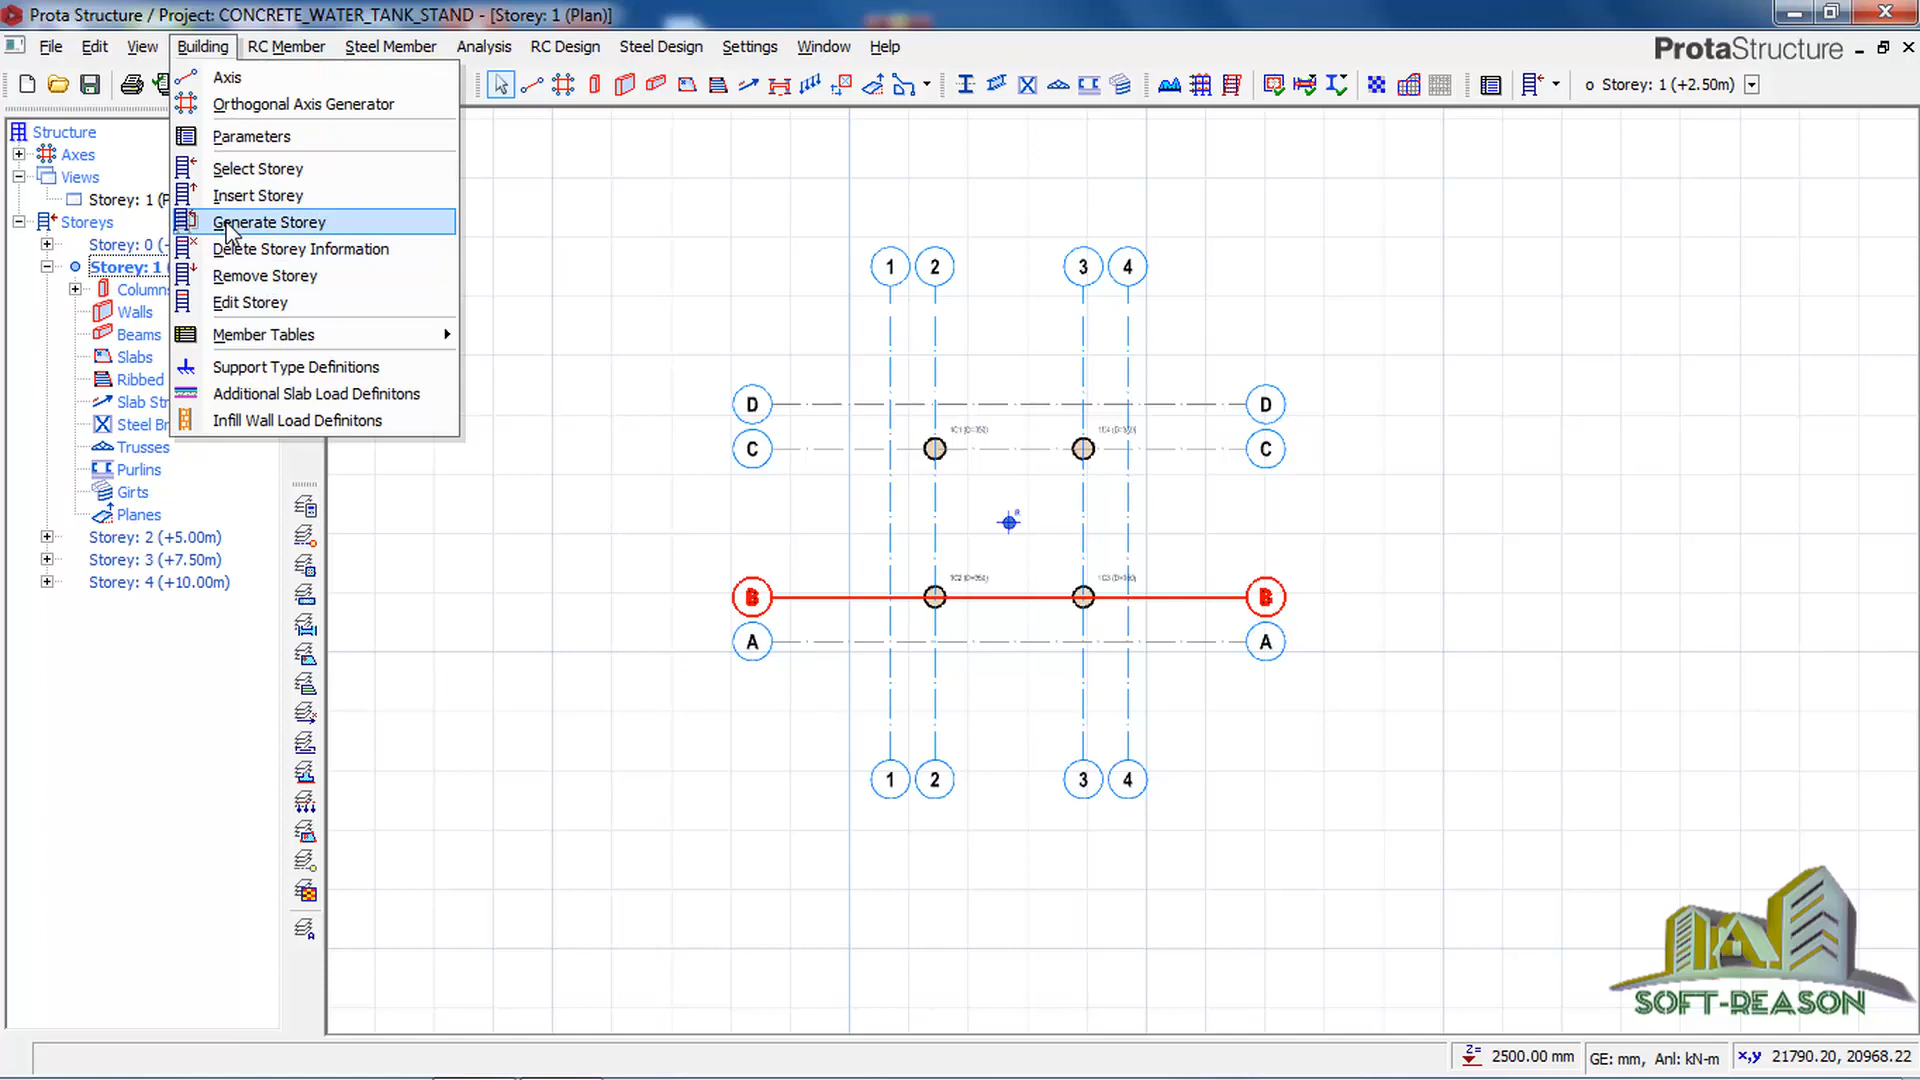 Prota Structure / Project: CONCRETE_WATER_TANK_STAND - [Storey: 1 (Plan)]
File Edit View Building RC Member Steel Member Analysis RC Design Steel Design Settings Window Help
ProtaStructure
Storey: 1 (+2.50m)
Axis
Orthogonal Axis Generator
Parameters
Select Storey
Insert Storey
Generate Storey
Delete Storey Information
Remove Storey
Edit Storey
Member Tables
Support Type Definitions
Additional Slab Load Definitons
Infill Wall Load Definitons
Structure
Axes
Views
Storey: 1 (P
Storeys
Storey: 0 (+
Storey: 1 (
Column
Walls
Beams
Slabs
Ribbed
Slab Str
Steel Br
Trusses
Purlins
Girts
Planes
Storey: 2 (+5.00m)
Storey: 3 (+7.50m)
Storey: 4 (+10.00m)
1 2 3 4
D D
C C
R
B B
A A
1 2 3 4
SOFT-REASON
Z= 2500.00 mm GE: mm, Anl: kN-m x,y 21790.20, 20968.22